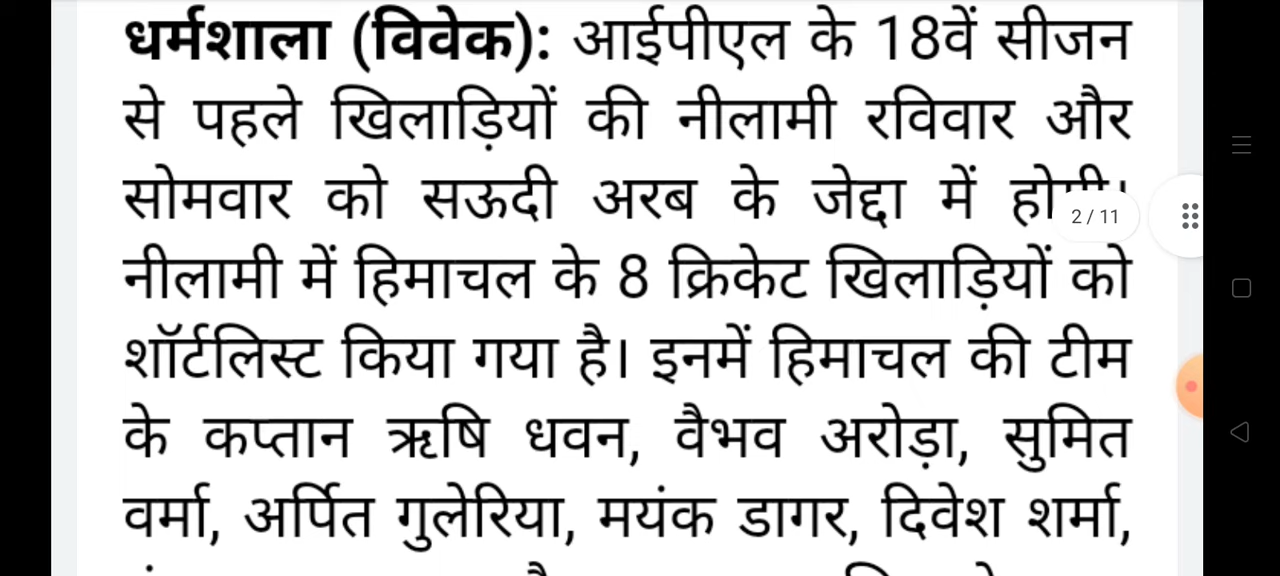 धर्मशाला (विवेक): आईपीएल के 18वें सीजन
से पहले खिलाड़ियों की नीलामी रविवार और
सोमवार को सऊदी अरब के जेद्दा में होगी।
2 / 11
नीलामी में हिमाचल के 8 क्रिकेट खिलाड़ियों को
शॉर्टलिस्ट किया गया है। इनमें हिमाचल की टीम
के कप्तान ऋषि धवन, वैभव अरोड़ा, सुमित
वर्मा, अर्पित गुलेरिया, मयंक डागर, दिवेश शर्मा,